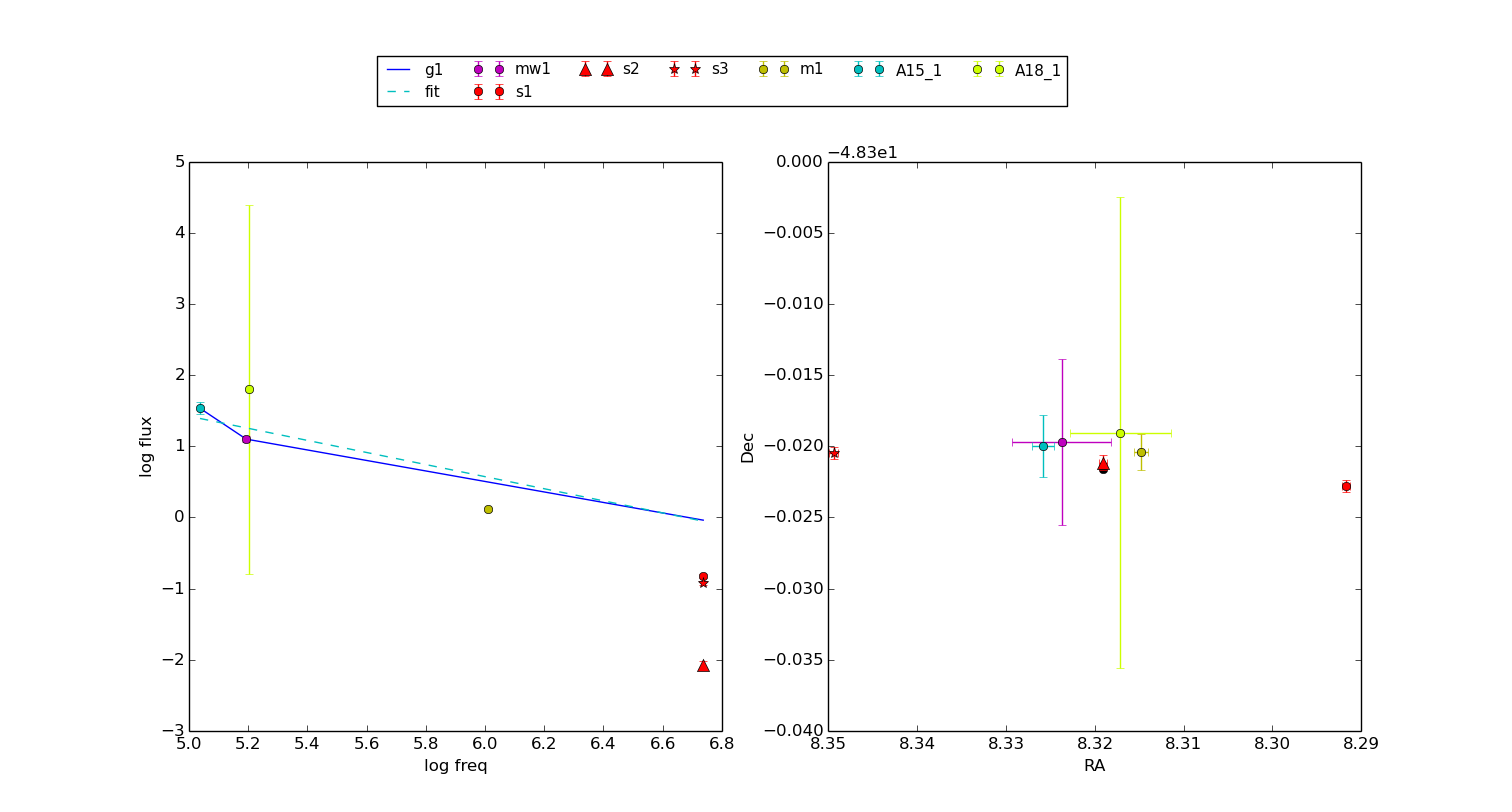 g1 mw1 s2 s3 m1 A15_1 A18_1
fit s1
5
4
3
2
1
0
−1
−2
−3
log flux
5.0 5.2 5.4 5.6 5.8 6.0 6.2 6.4 6.6 6.8
log freq
−4.83e1
0.000
−0.005
−0.010
−0.015
−0.020
−0.025
−0.030
−0.035
−0.040
Dec
8.35 8.34 8.33 8.32 8.31 8.30 8.29
RA